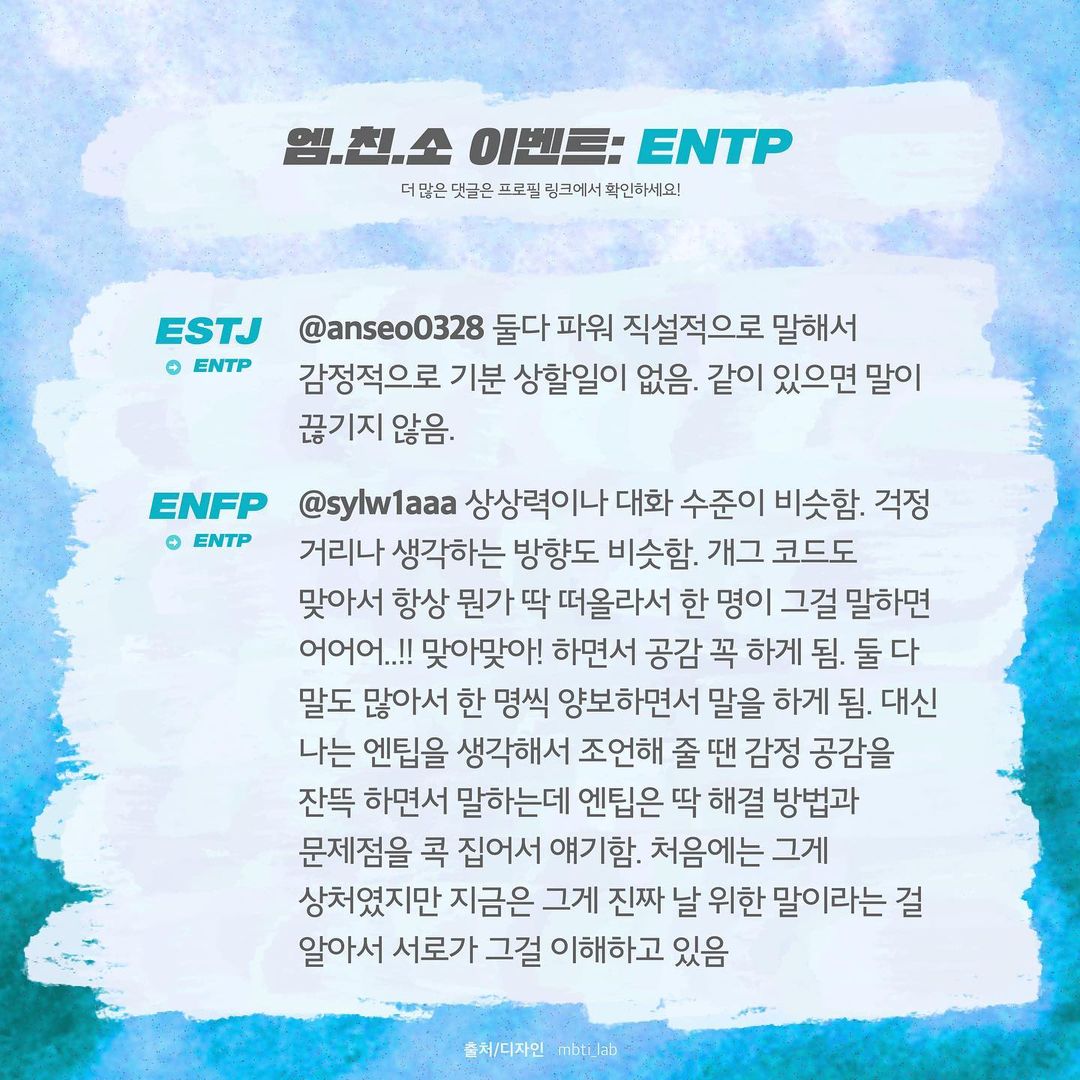 엠.친.소 이벤트: ENTP
더 많은 댓글은 프로필 링크에서 확인하세요!
ESTJ
ENTP
@anseo0328 둘다 파워 직설적으로 말해서
감정적으로 기분 상할일이 없음. 같이 있으면 말이
끊기지 않음.
ENFP
ENTP
@sylw1aaa 상상력이나 대화 수준이 비슷함. 걱정
거리나 생각하는 방향도 비슷함. 개그 코드도
맞아서 항상 뭔가 딱 떠올라서 한 명이 그걸 말하면
어어어..!! 맞아맞아! 하면서 공감 꼭 하게 됨. 둘 다
말도 많아서 한 명씩 양보하면서 말을 하게 됨. 대신
나는 엔팁을 생각해서 조언해 줄 땐 감정 공감을
잔뜩 하면서 말하는데 엔팁은 딱 해결 방법과
문제점을 콕 집어서 얘기함. 처음에는 그게
상처였지만 지금은 그게 진짜 날 위한 말이라는 걸
알아서 서로가 그걸 이해하고 있음
출처/디자인 mbti_lab